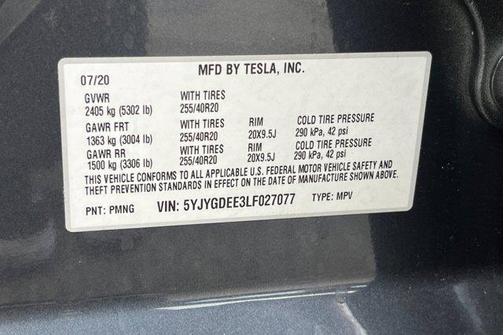 MFD BY TESLA, INC.
07/20
GVWR WITH TIRES
2405 kg (5302 lb) 255/40R20
GAWR FRT WITH TIRES RIM COLD TIRE PRESSURE
1363 kg (3004 lb) 255/40R20 20X9.5J 290 kPa, 42 psi
GAWR RR WITH TIRES RIM COLD TIRE PRESSURE
1500 kg (3306 lb) 255/40R20 20X9.5J 290 kPa, 42 psi
THIS VEHICLE CONFORMS TO ALL APPLICABLE U.S. FEDERAL MOTOR VEHICLE SAFETY AND
THEFT PREVENTION STANDARDS IN EFFECT ON THE DATE OF MANUFACTURE SHOWN ABOVE.
PNT: PMNG VIN: 5YJYGDEE3LF027077 TYPE: MPV